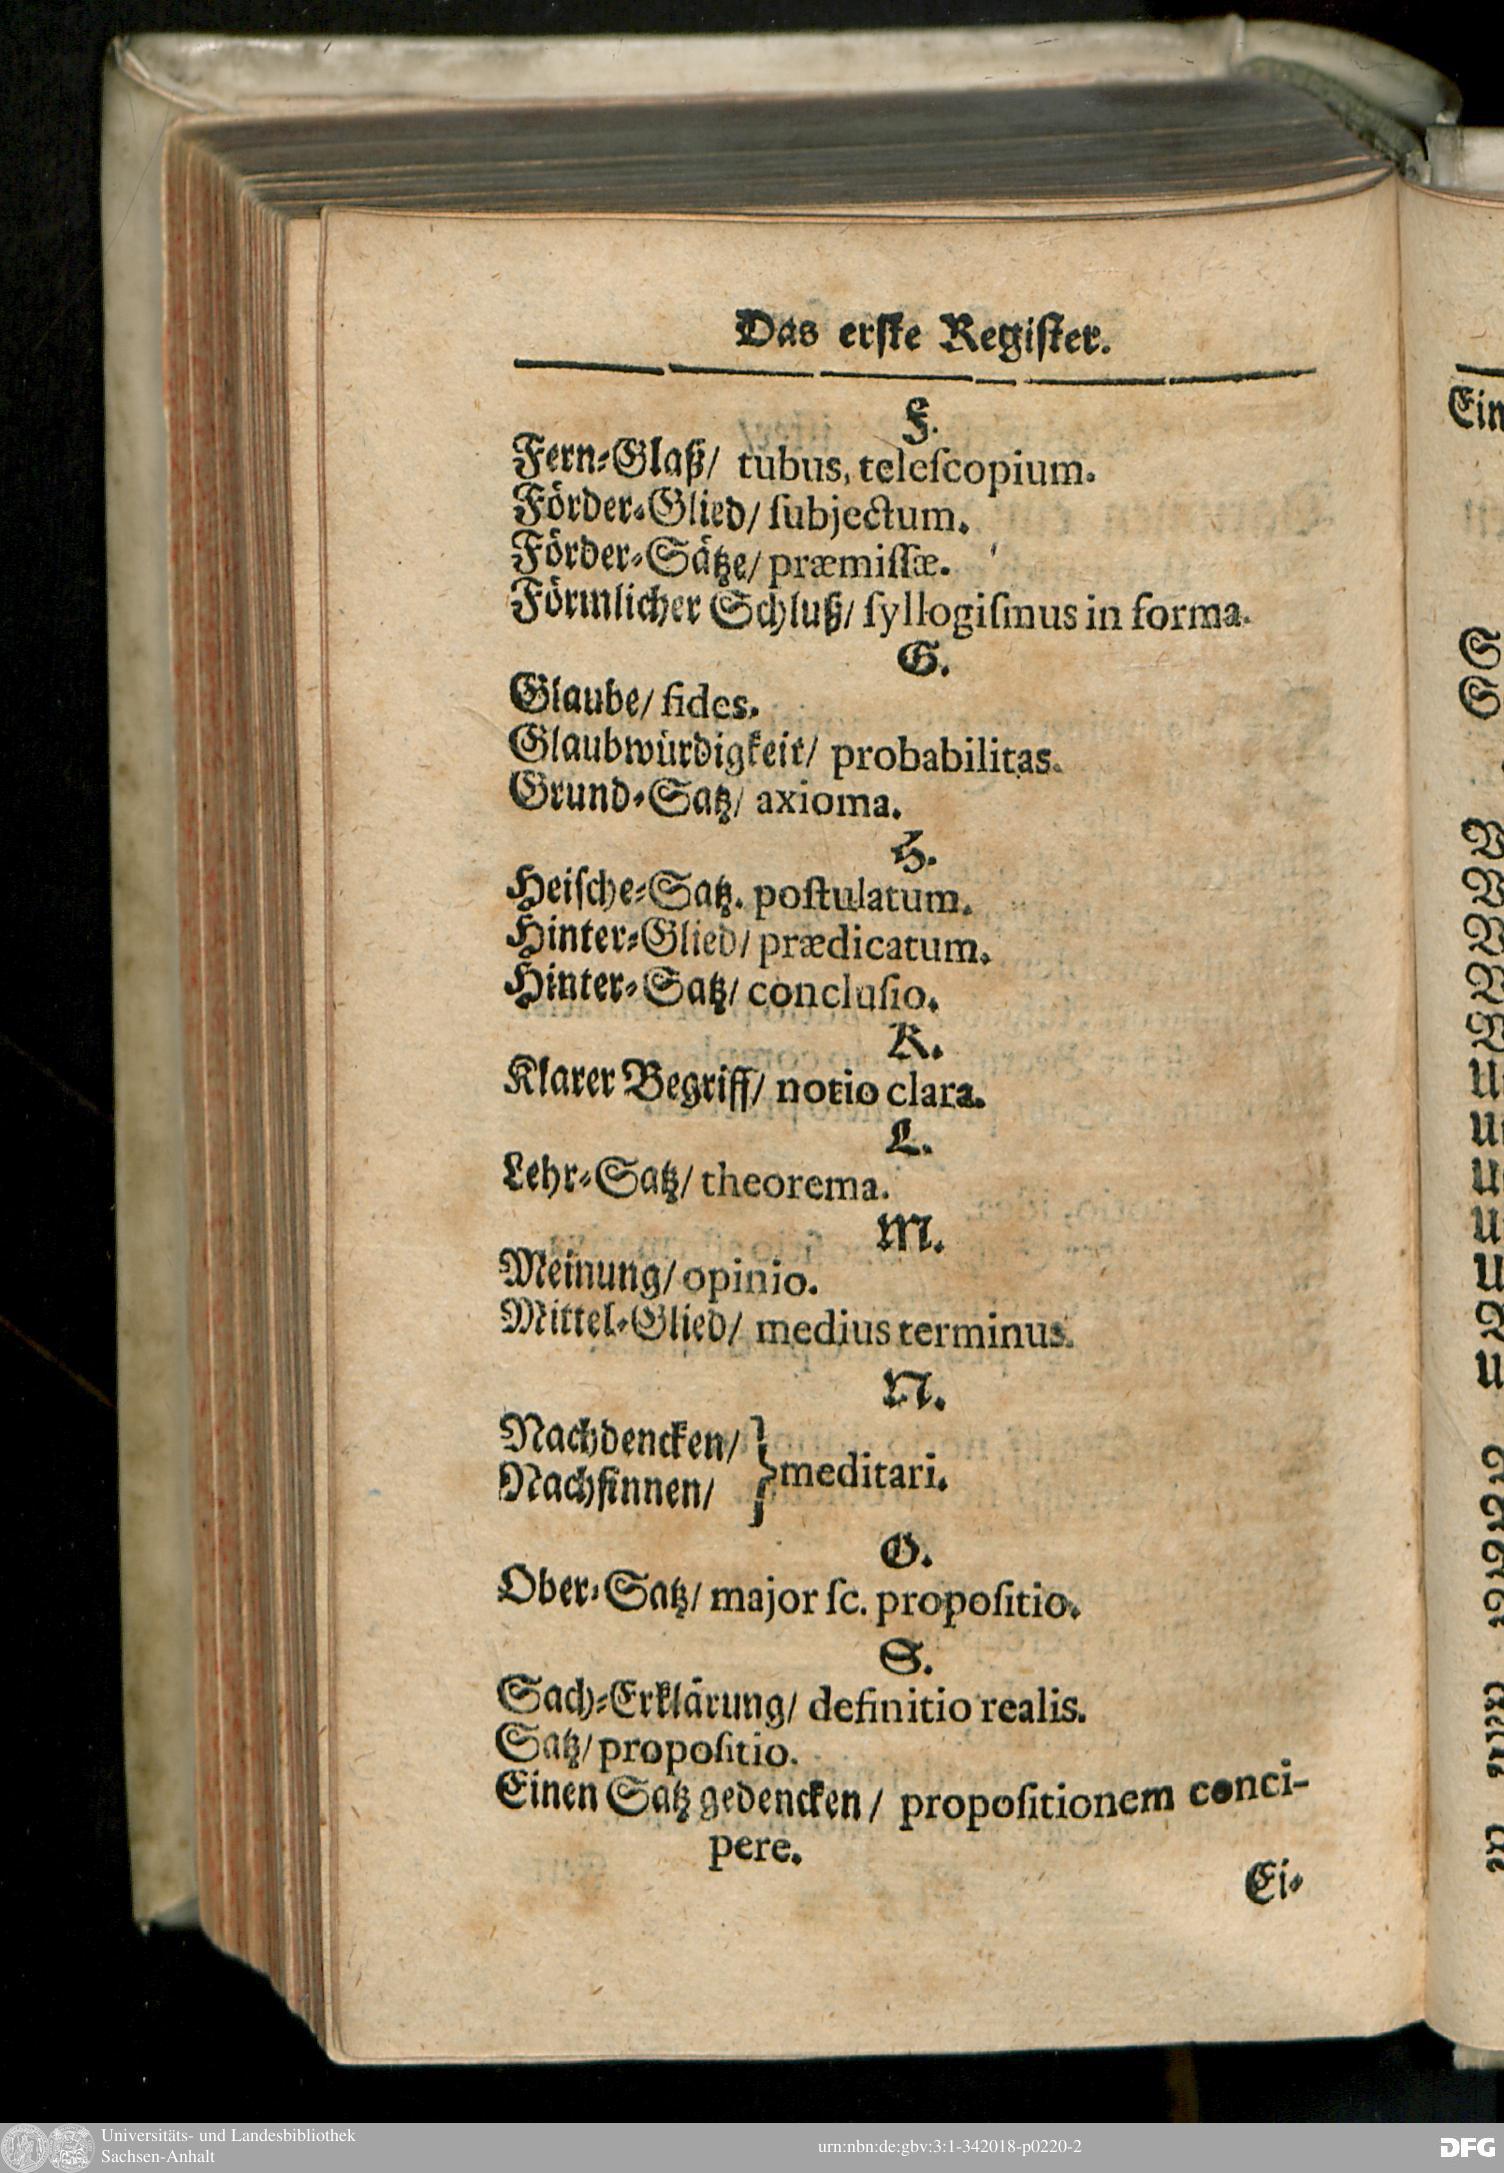 Das erſte Regiſter.
F.
Fern-Glaß/ tubus, teleſcopium.
Förder-Glied/ ſubjectum.
Förder-Sätze/ præmiſſæ.
Förmlicher Schluß/ ſyllogiſmus in forma.
G.
Glaube/ fides.
Glaubwürdigkeit/ probabilitas.
Grund-Satz/ axioma.
H.
Heiſche-Satz. poſtulatum.
Hinter-Glied/ prædicatum.
Hinter-Satz/ concluſio.
K.
Klarer Begriff/ notio clara.
L.
Lehr-Satz/ theorema.
M.
Meinung/ opinio.
Mittel-Glied/ medius terminus.
N.
Nachdencken/
Nachſinnen/ } meditari.
O.
Ober-Satz/ major ſc. propoſitio.
S.
Sach-Erklärung/ definitio realis.
Satz/ propoſitio.
Einen Satz gedencken/ propoſitionem conci-
pere.
Ei-
Ein
Universitäts- und Landesbibliothek
Sachsen-Anhalt
urn:nbn:de:gbv:3:1-342018-p0220-2
DFG